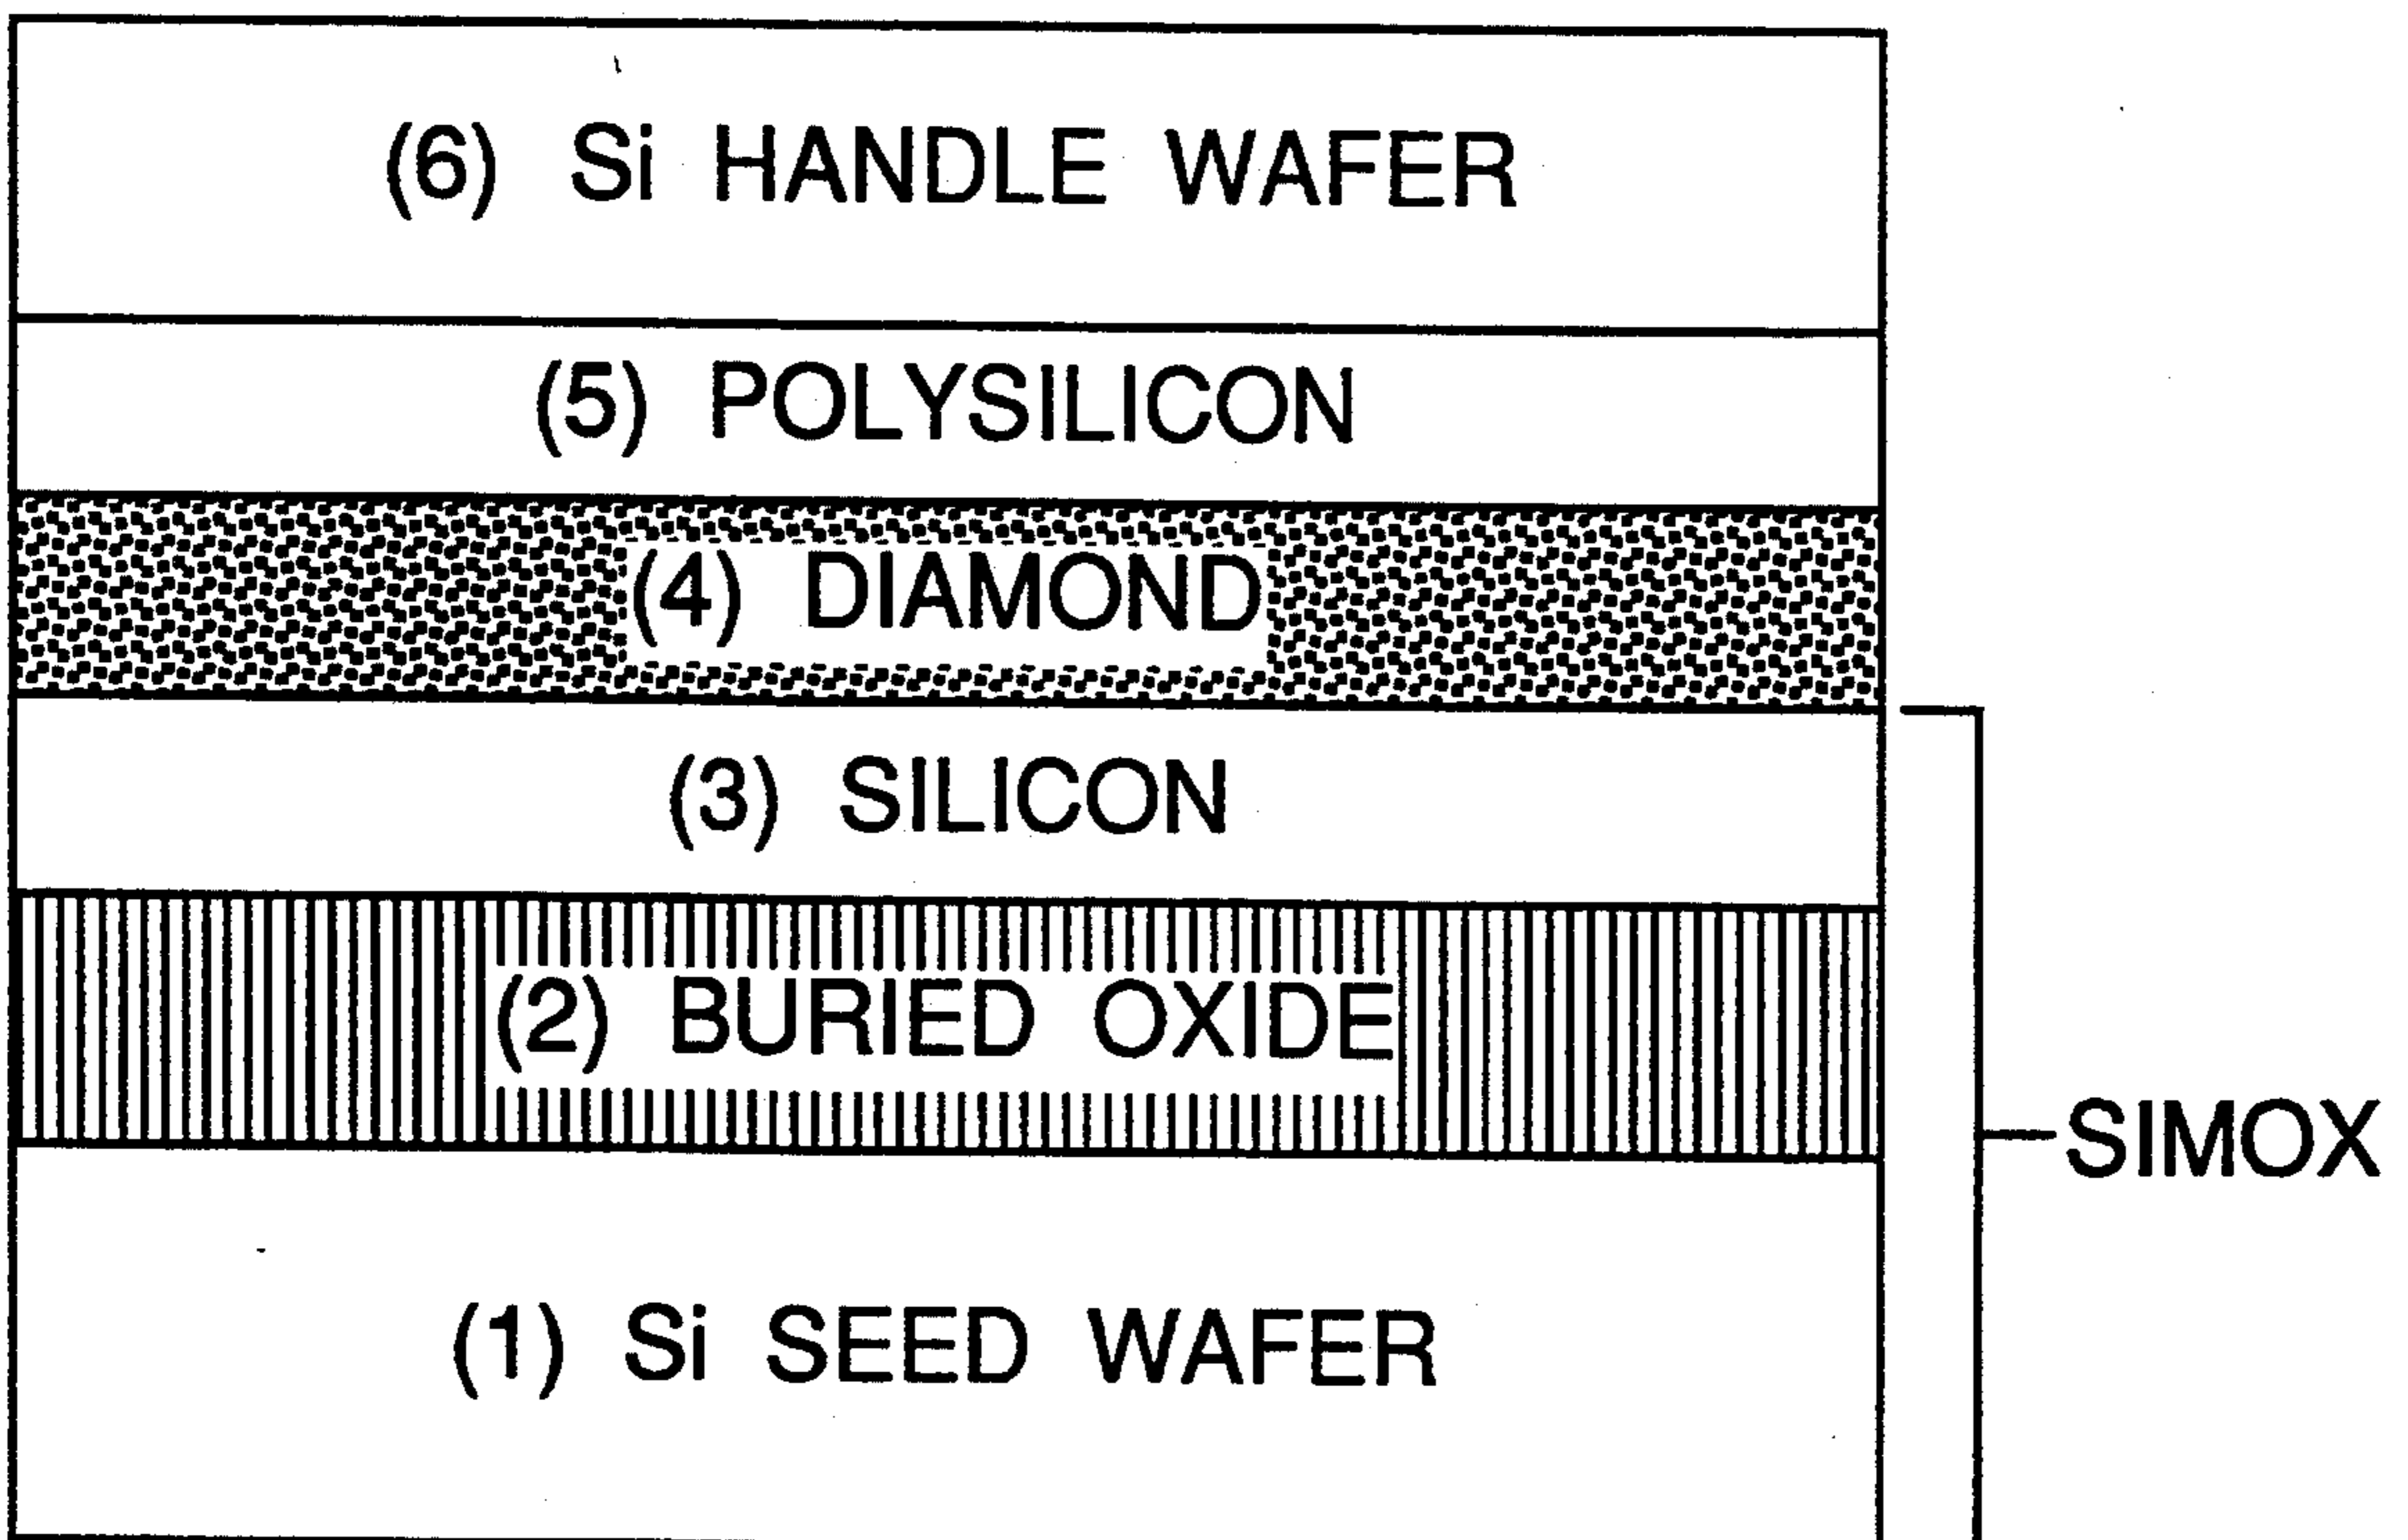 (6) Si HANDLE WAFER
(5) POLYSILICON
(4) DIAMOND
(3) SILICON
(2) BURIED OXIDE
SIMOX
(1) Si SEED WAFER